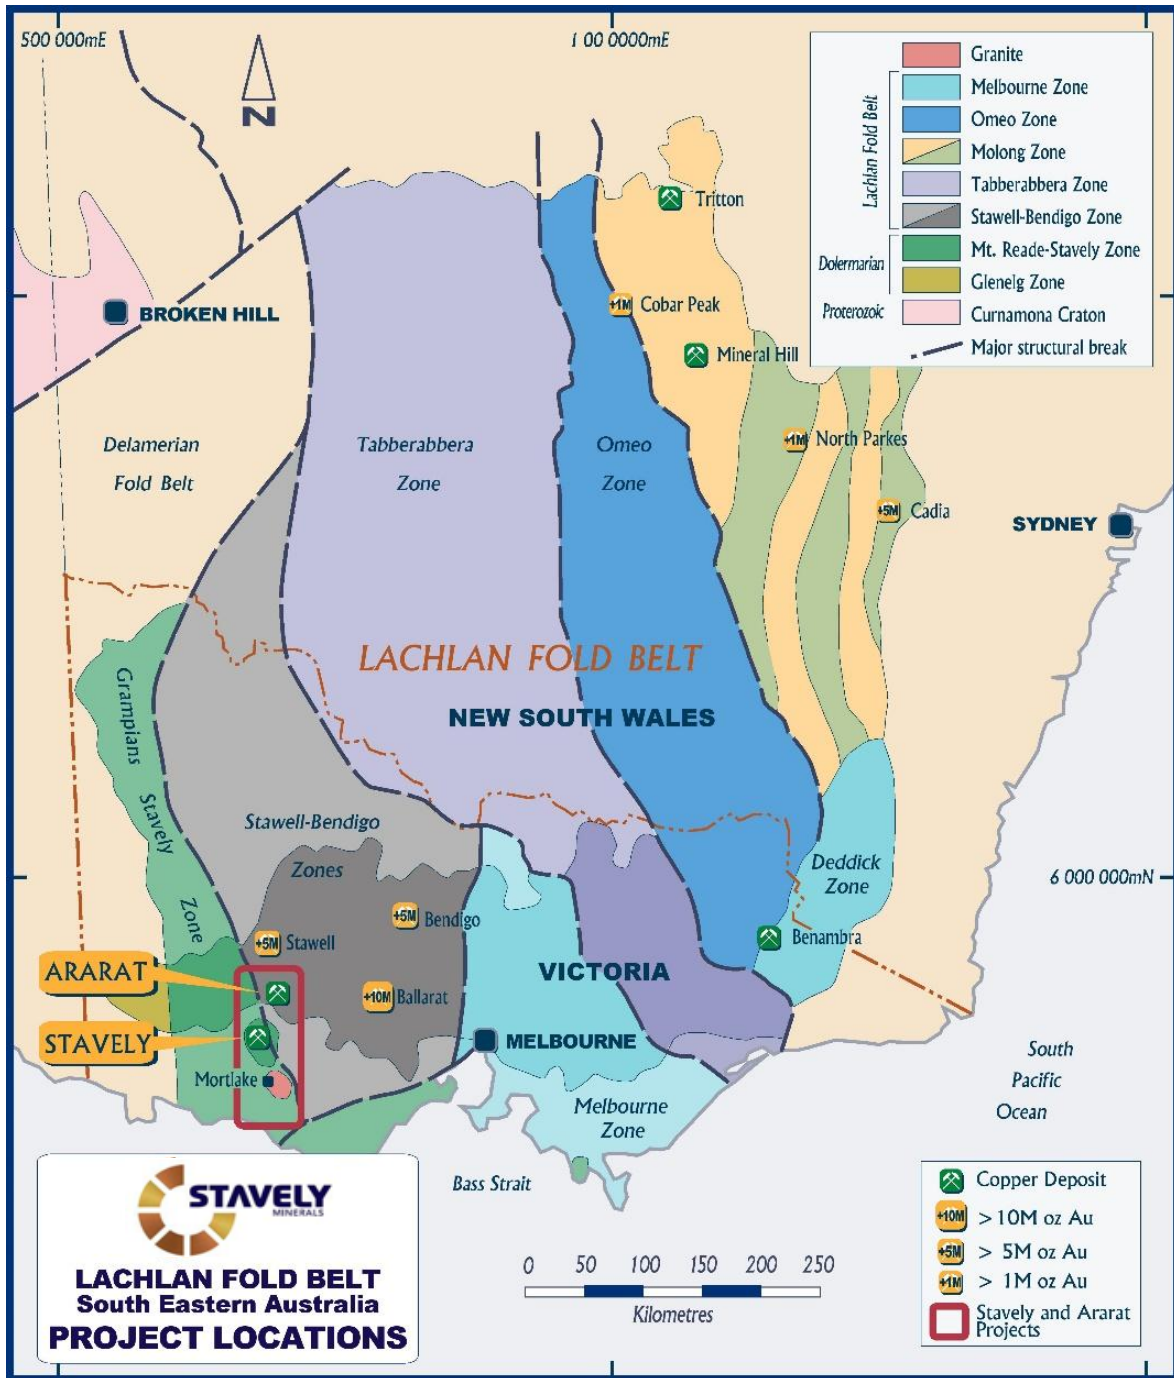 500 000mE
1 00 0000mE
N
Granite
Melbourne Zone
Omeo Zone
Molong Zone
Tabberabbera Zone
Stawell-Bendigo Zone
Mt. Reade-Stavely Zone
Glenelg Zone
Curnamona Craton
Major structural break
Lachlan Fold Belt
Dolermarian
Proterozoic
Tritton
BROKEN HILL
+1M
Cobar Peak
Mineral Hill
Delamerian
Fold Belt
Tabberabbera
Zone
Omeo
Zone
+1M
North Parkes
+5M
Cadia
SYDNEY
LACHLAN FOLD BELT
NEW SOUTH WALES
Grampians
Stavely
Zone
Stawell-Bendigo
Zones
Deddick
Zone
6 000 000mN
+5M
Bendigo
+5M
Stawell
Benambra
ARARAT
VICTORIA
+10M
Ballarat
STAVELY
MELBOURNE
Mortlake
Melbourne
Zone
South
Pacific
Ocean
Bass Strait
STAVELY
MINERALS
LACHLAN FOLD BELT
South Eastern Australia
PROJECT LOCATIONS
0 50 100 150 200 250
Kilometres
Copper Deposit
+10M
>10M oz Au
+5M
> 5M oz Au
+1M
> 1M oz Au
Stavely and Ararat
Projects